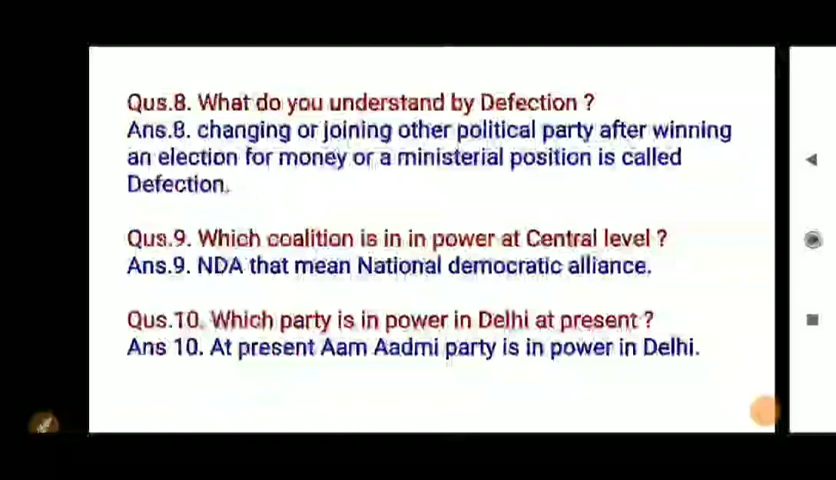 Qus.8. What do you understand by Defection ?
Ans.8. changing or joining other political party after winning
an election for money or a ministerial position is called
Defection.
Qus.9. Which coalition is in in power at Central level ?
Ans.9. NDA that mean National democratic alliance.
Qus.10. Which party is in power in Delhi at present ?
Ans 10. At present Aam Aadmi party is in power in Delhi.